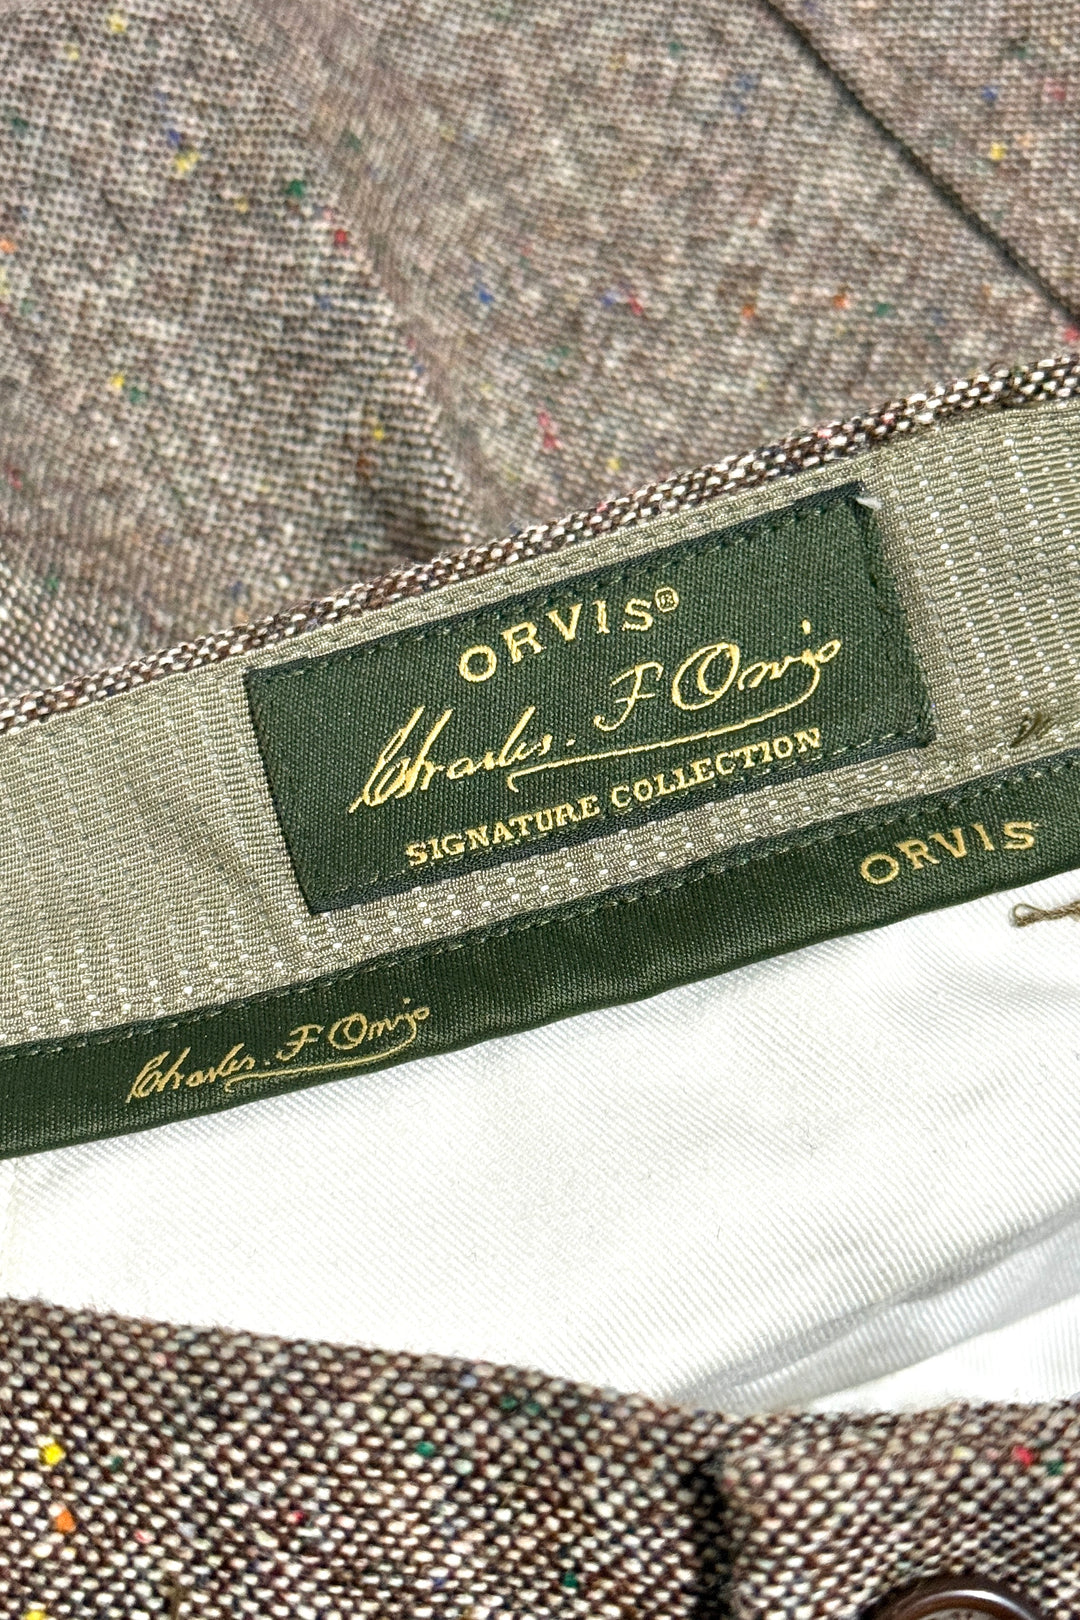 ORVIS®
Charles. F Orvis
SIGNATURE COLLECTION
ORVIS
Charles. F Orvis